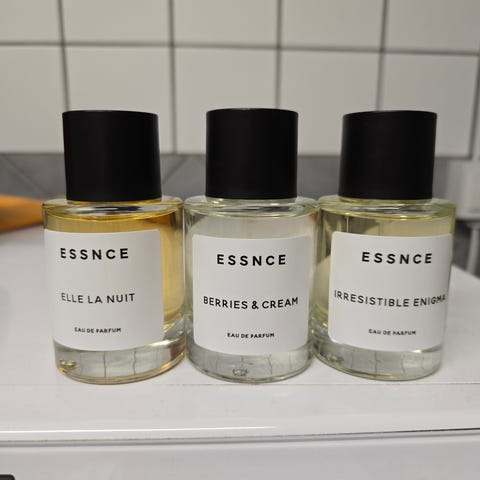 ESSNCE
ELLE LA NUIT
EAU DE PARFUM
ESSNCE
BERRIES & CREAM
EAU DE PARFUM
ESSNCE
IRRESISTIBLE ENIGMA
EAU DE PARFUM